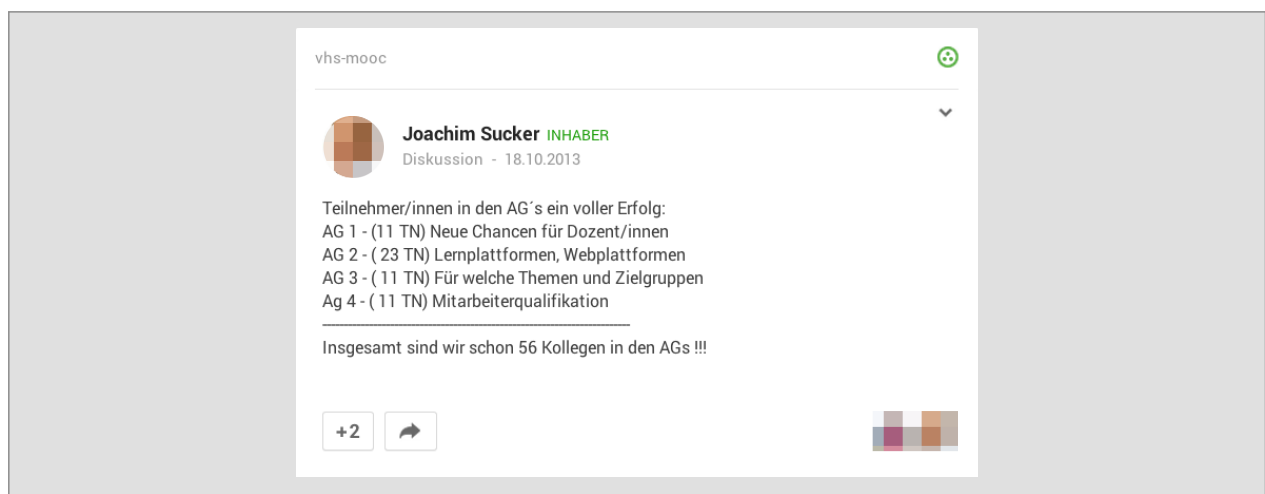 vhs-mooc
Joachim Sucker INHABER
Diskussion - 18.10.2013
Teilnehmer/innen in den AG´s ein voller Erfolg:
AG 1 - (11 TN) Neue Chancen für Dozent/innen
AG 2 - ( 23 TN) Lernplattformen, Webplattformen
AG 3 - ( 11 TN) Für welche Themen und Zielgruppen
Ag 4 - ( 11 TN) Mitarbeiterqualifikation
------------------------------------------------------------------------
Insgesamt sind wir schon 56 Kollegen in den AGs !!!
+2